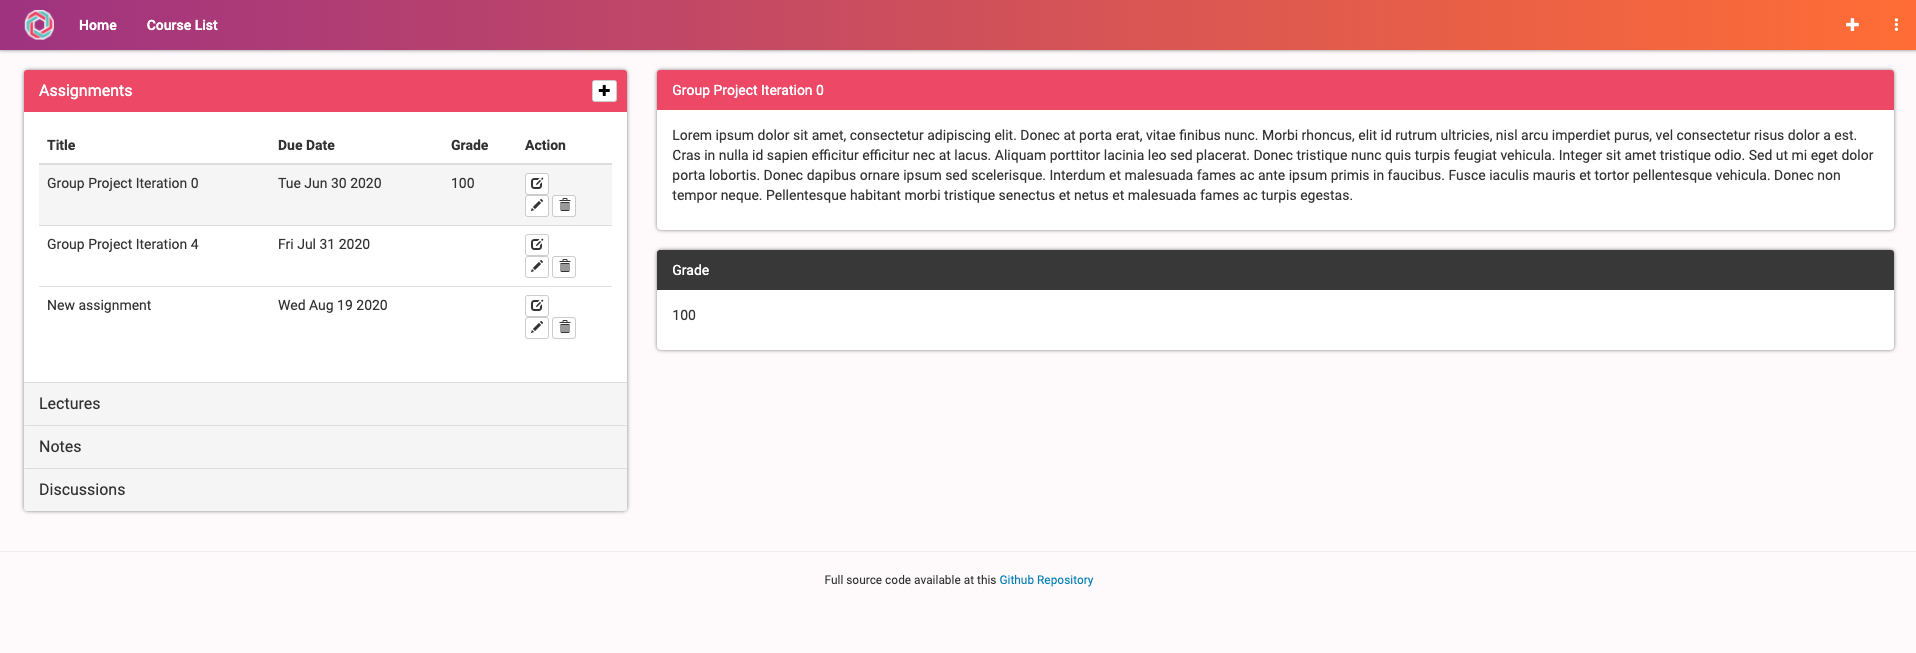 Home
Course List
Assignments
Title Due Date Grade Action
Group Project Iteration 0 Tue Jun 30 2020 100
Group Project Iteration 4 Fri Jul 31 2020
New assignment Wed Aug 19 2020
Lectures
Notes
Discussions
Group Project Iteration 0
Lorem ipsum dolor sit amet, consectetur adipiscing elit. Donec at porta erat, vitae finibus nunc. Morbi rhoncus, elit id rutrum ultricies, nisl arcu imperdiet purus, vel consectetur risus dolor a est.
Cras in nulla id sapien efficitur efficitur nec at lacus. Aliquam porttitor lacinia leo sed placerat. Donec tristique nunc quis turpis feugiat vehicula. Integer sit amet tristique odio. Sed ut mi eget dolor
porta lobortis. Donec dapibus ornare ipsum sed scelerisque. Interdum et malesuada fames ac ante ipsum primis in faucibus. Fusce iaculis mauris et tortor pellentesque vehicula. Donec non
tempor neque. Pellentesque habitant morbi tristique senectus et netus et malesuada fames ac turpis egestas.
Grade
100
Full source code available at this Github Repository